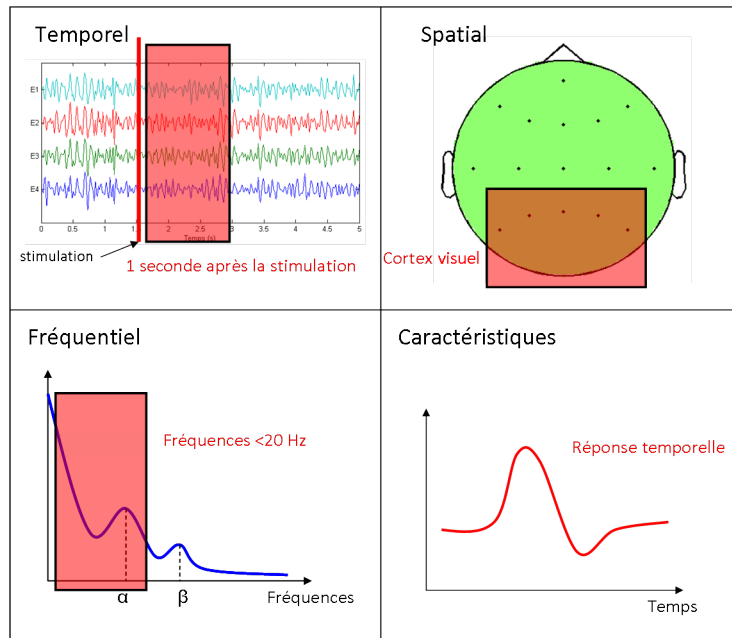 Temporel
E1
E2
E3
E4
0 0.5 1 1.5 2 2.5 3 3.5 4 4.5 5
Temps (s)
stimulation
1 seconde après la stimulation
Spatial
Cortex visuel
Fréquentiel
Fréquences <20 Hz
α β
Fréquences
Caractéristiques
Réponse temporelle
Temps